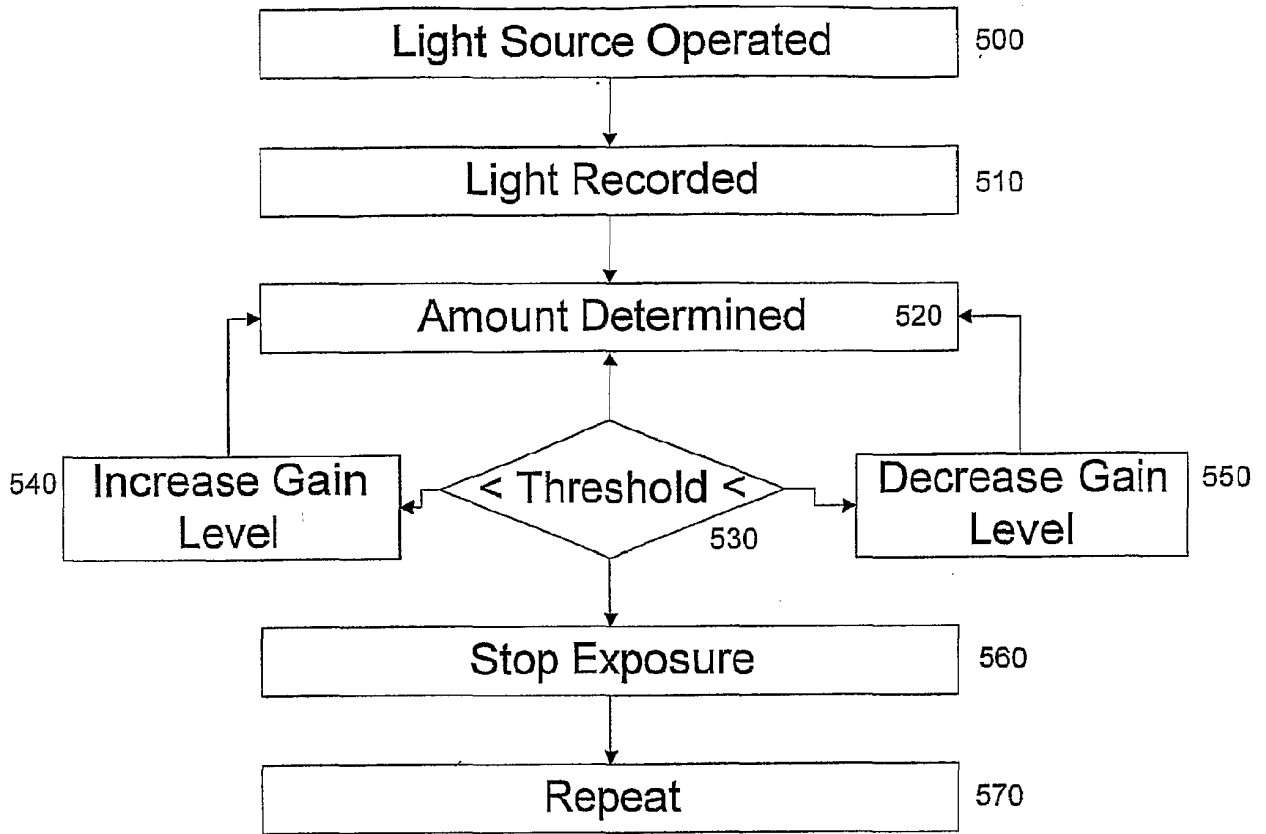 Light Source Operated 500
Light Recorded 510
Amount Determined 520
540 Increase Gain
Level
< Threshold <
530
Decrease Gain 550
Level
Stop Exposure 560
Repeat 570